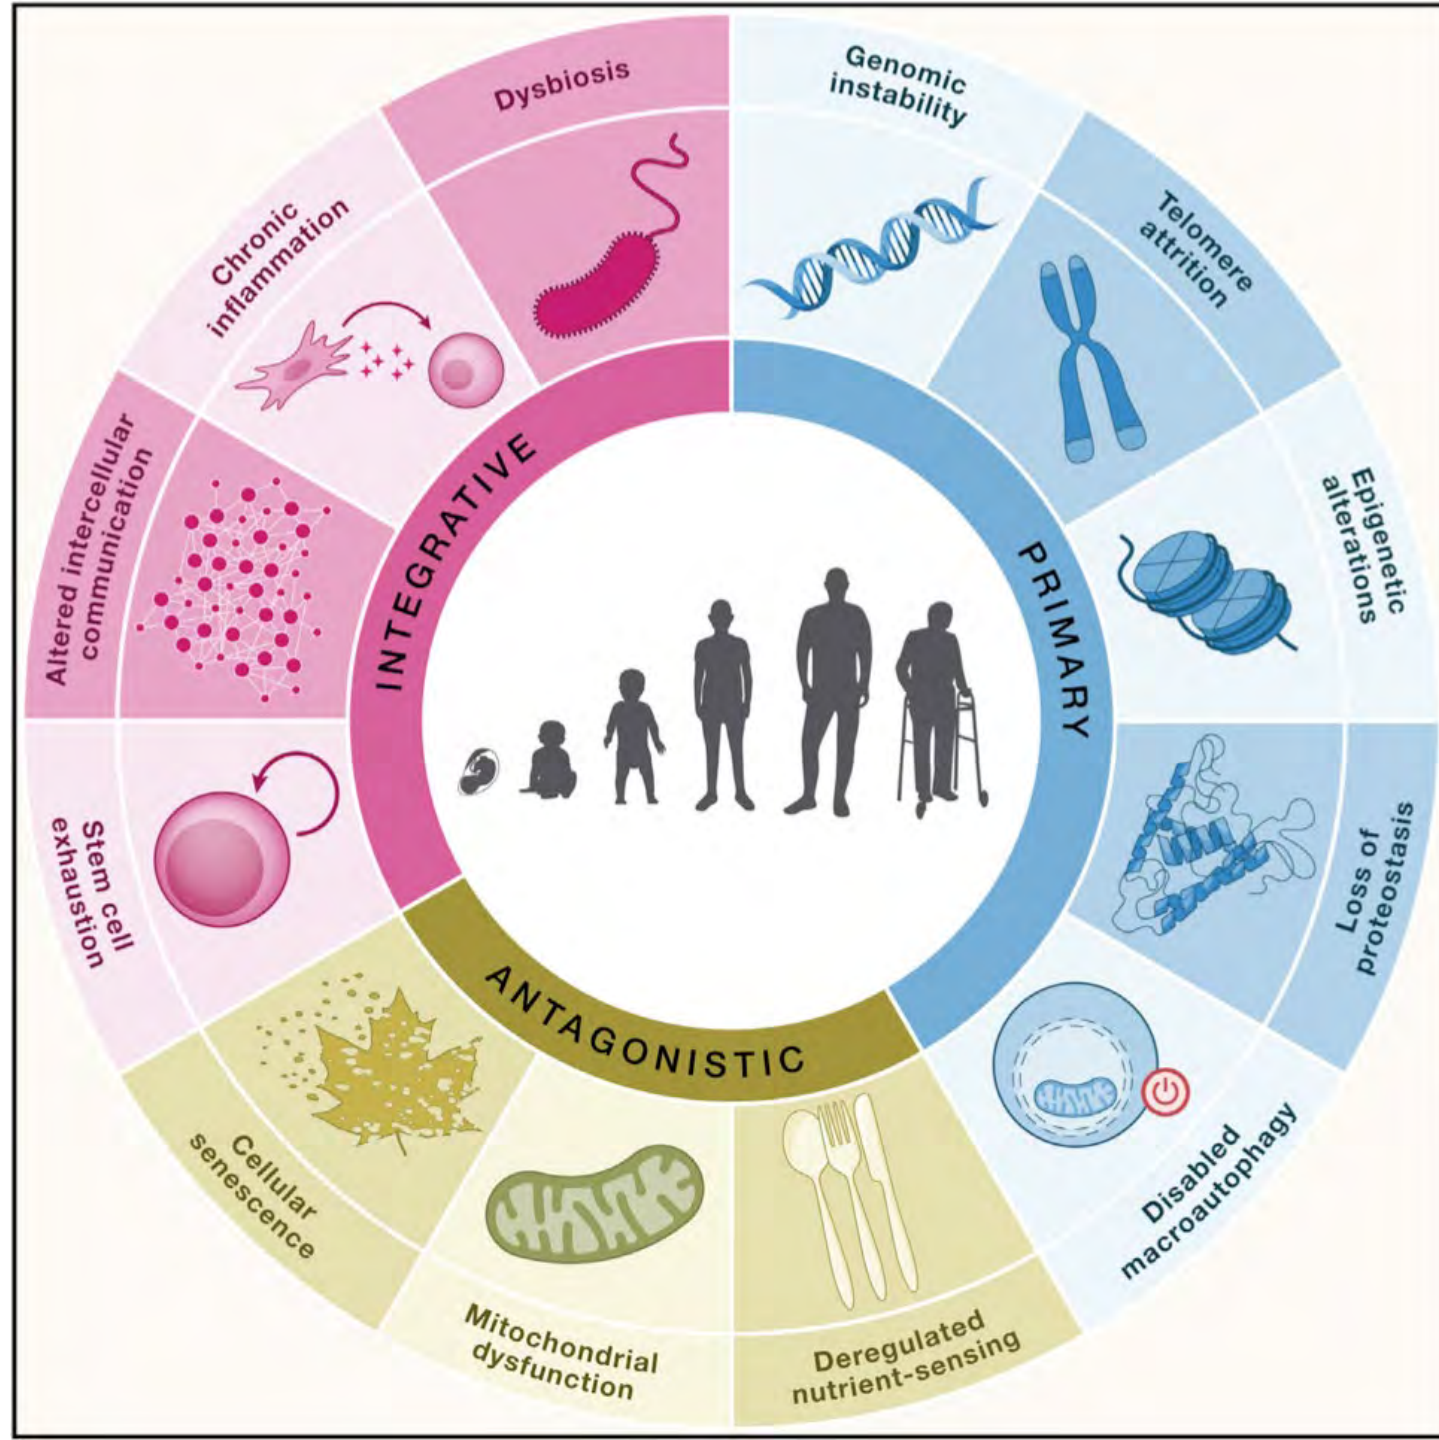 Dysbiosis
Genomic
instability
Telomere
attrition
Epigenetic
alterations
Loss of
proteostasis
Disabled
macroautophagy
Deregulated
nutrient-sensing
Mitochondrial
dysfunction
Cellular
senescence
Stem cell
exhaustion
Altered intercellular
communication
Chronic
inflammation
INTEGRATIVE
PRIMARY
ANTAGONISTIC